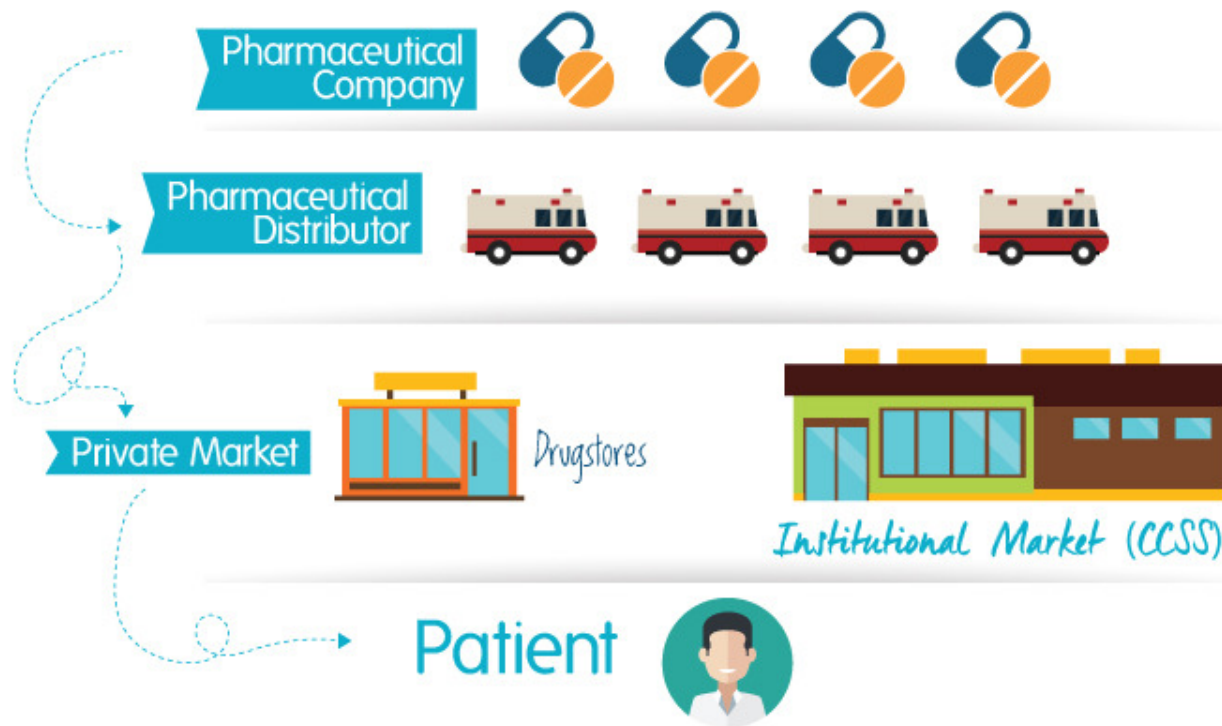 Pharmaceutical
Company
Pharmaceutical
Distributor
Private Market
Drugstores
Institutional Market (CCSS)
Patient